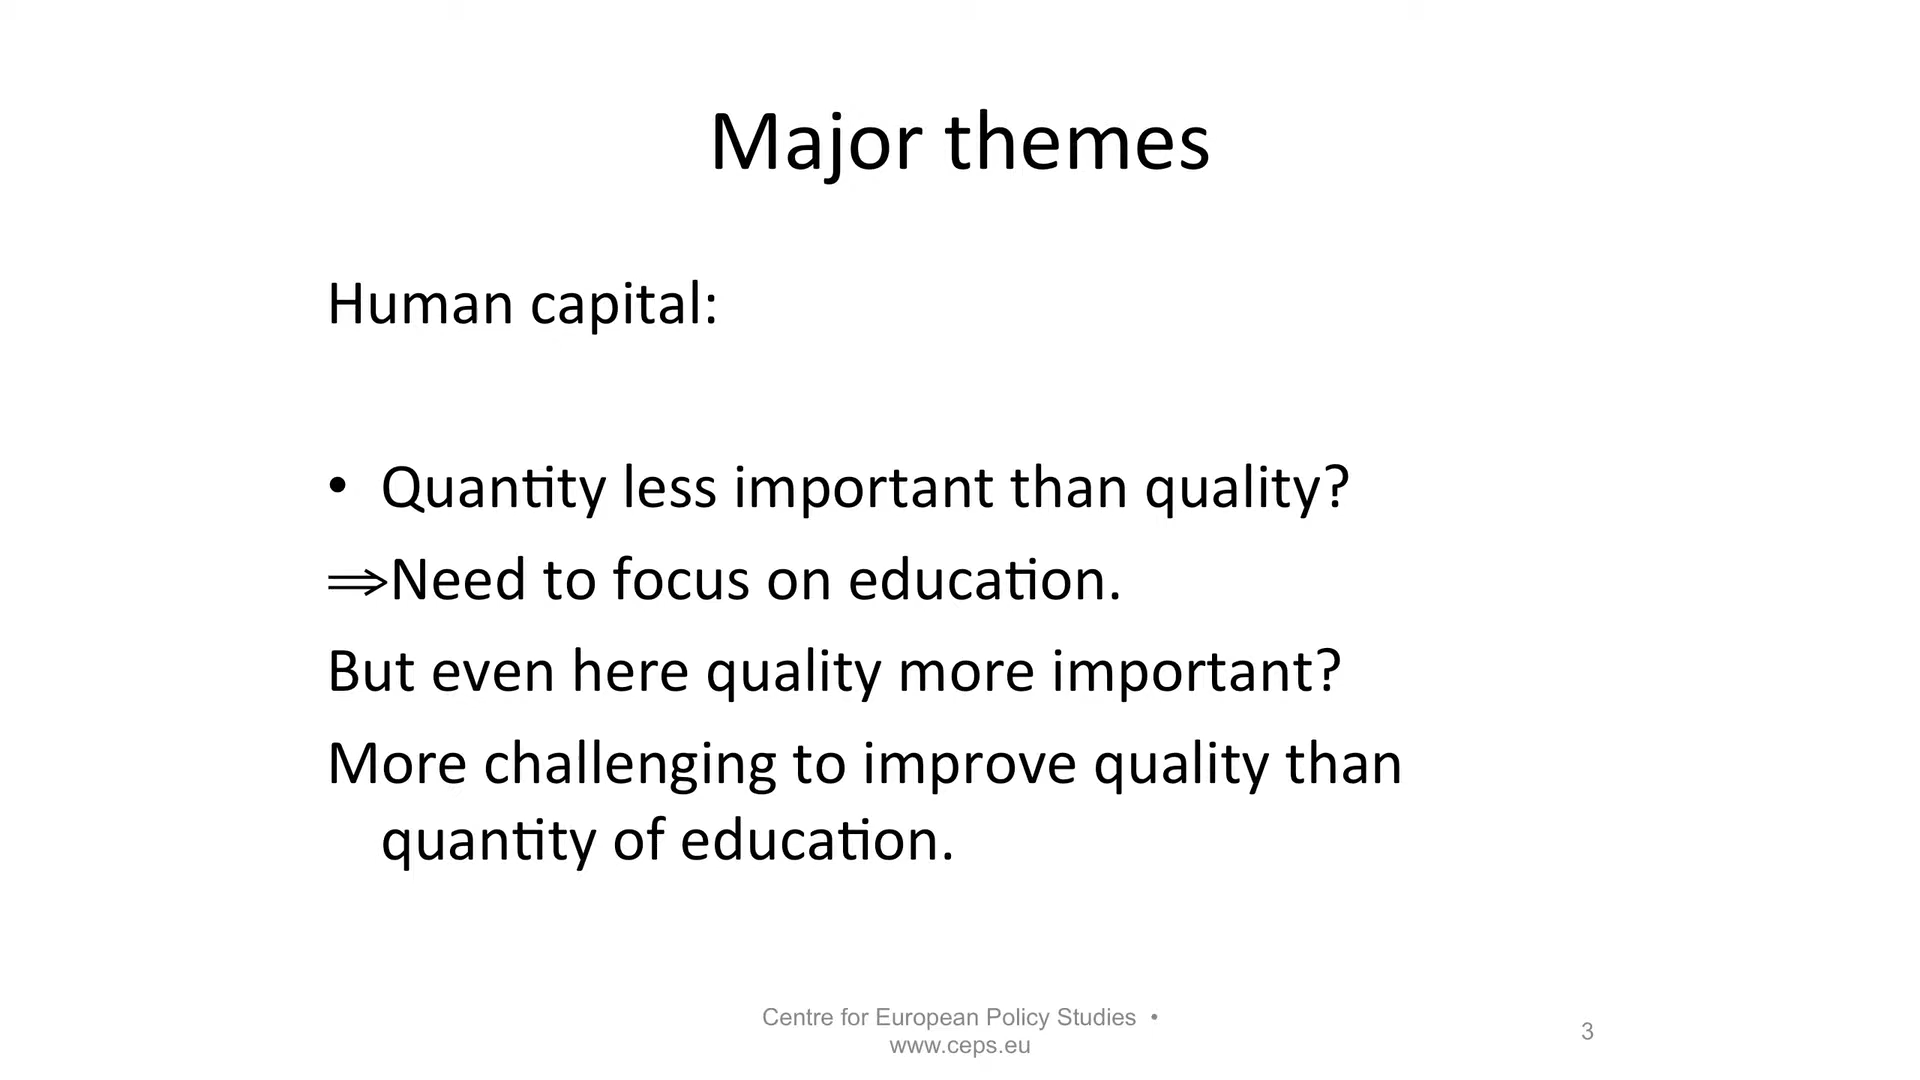 Major themes
Human capital:
• Quantity less important than quality?
⇒Need to focus on education.
But even here quality more important?
More challenging to improve quality than
quantity of education.
Centre for European Policy Studies •
www.ceps.eu
3